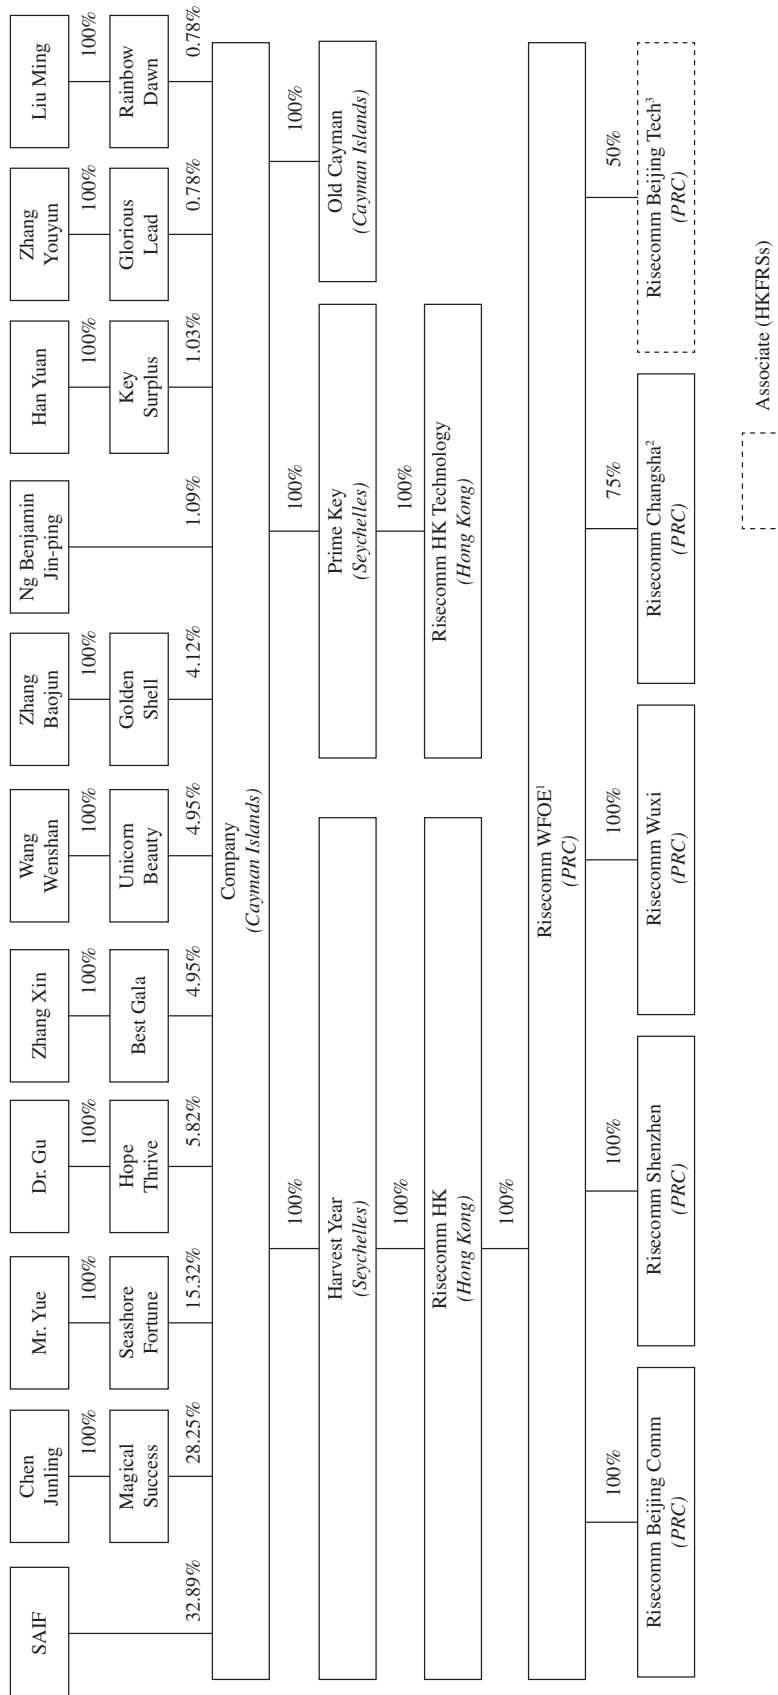 SAIF
Chen
Junling
Mr. Yue
Dr. Gu
Zhang Xin
Wang
Wenshan
Zhang
Baojun
Ng Benjamin
Jin-ping
Han Yuan
Zhang
Youyun
Liu Ming
100%
100%
100%
100%
100%
100%
100%
100%
100%
Magical
Success
Seashore
Fortune
Hope
Thrive
Best Gala
Unicorn
Beauty
Golden
Shell
Key
Surplus
Glorious
Lead
Rainbow
Dawn
32.89%
28.25%
15.32%
5.82%
4.95%
4.95%
4.12%
1.09%
1.03%
0.78%
0.78%
Company
(Cayman Islands)
100%
100%
100%
Harvest Year
(Seychelles)
Prime Key
(Seychelles)
Old Cayman
(Cayman Islands)
100%
100%
Risecomm HK
(Hong Kong)
Risecomm HK Technology
(Hong Kong)
100%
Risecomm WFOE1
(PRC)
100%
100%
100%
75%
50%
Risecomm Beijing Comm
(PRC)
Risecomm Shenzhen
(PRC)
Risecomm Wuxi
(PRC)
Risecomm Changsha2
(PRC)
Risecomm Beijing Tech3
(PRC)
Associate (HKFRSs)